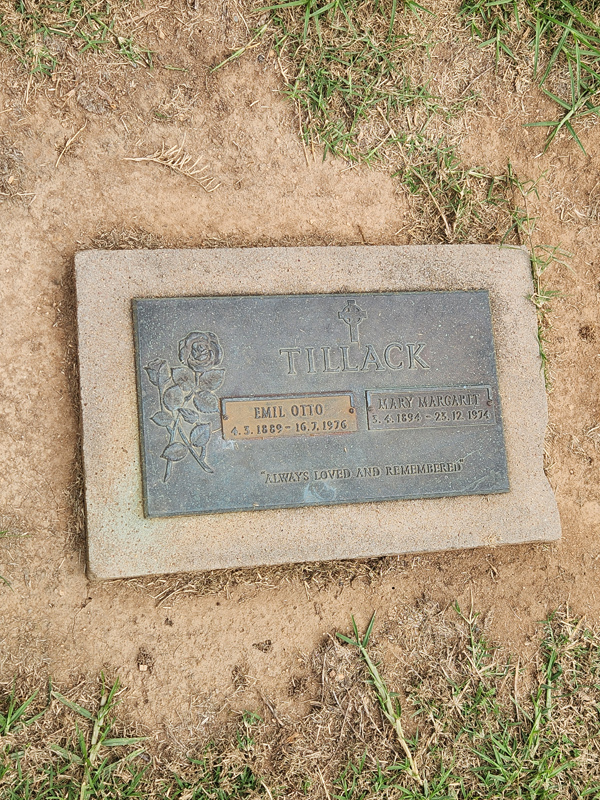 TILLACK
EMIL OTTO
4.3.1889 – 16.7.1976
MARY MARGARET
3.4.1894 – 23.12.1974
"ALWAYS LOVED AND REMEMBERED"